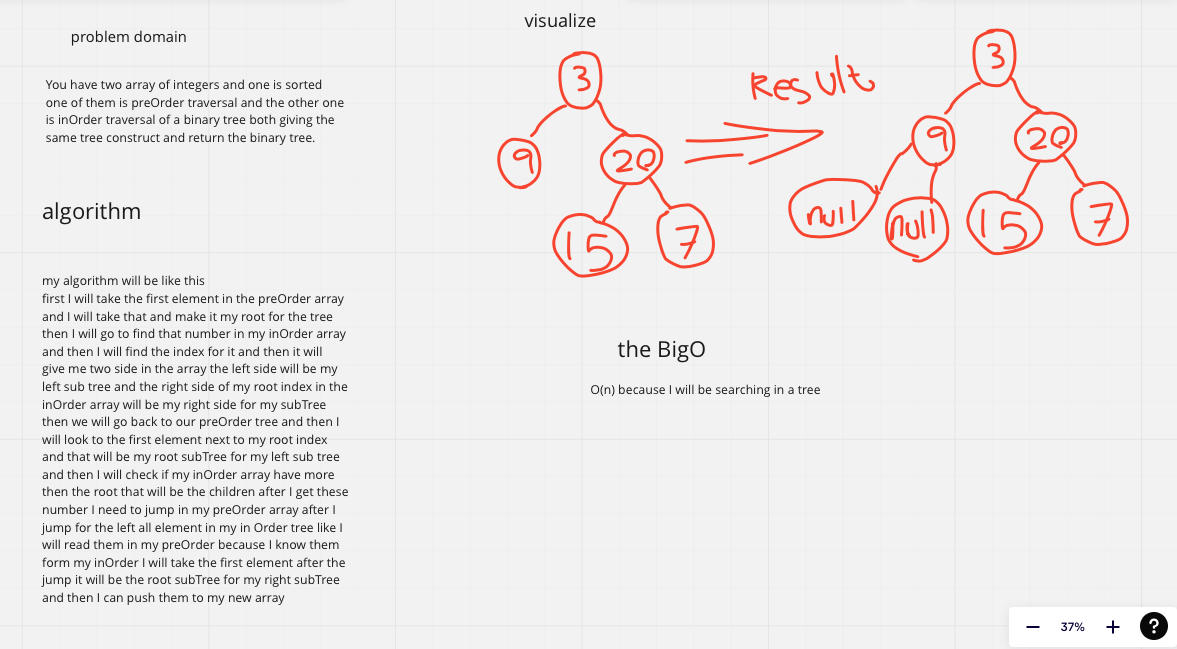 problem domain
You have two array of integers and one is sorted
one of them is preOrder traversal and the other one
is inOrder traversal of a binary tree both giving the
same tree construct and return the binary tree.
algorithm
my algorithm will be like this
first I will take the first element in the preOrder array
and I will take that and make it my root for the tree
then I will go to find that number in my inOrder array
and then I will find the index for it and then it will
give me two side in the array the left side will be my
left sub tree and the right side of my root index in the
inOrder array will be my right side for my subTree
then we will go back to our preOrder tree and then I
will look to the first element next to my root index
and that will be my root subTree for my left sub tree
and then I will check if my inOrder array have more
then the root that will be the children after I get these
number I need to jump in my preOrder array after I
jump for the left all element in my in Order tree like I
will read them in my preOrder because I know them
form my inOrder I will take the first element after the
jump it will be the root subTree for my right subTree
and then I can push them to my new array
visualize
3
9 20
15 7
Result
3
9 20
null null 15 7
the BigO
O(n) because I will be searching in a tree
37%
?